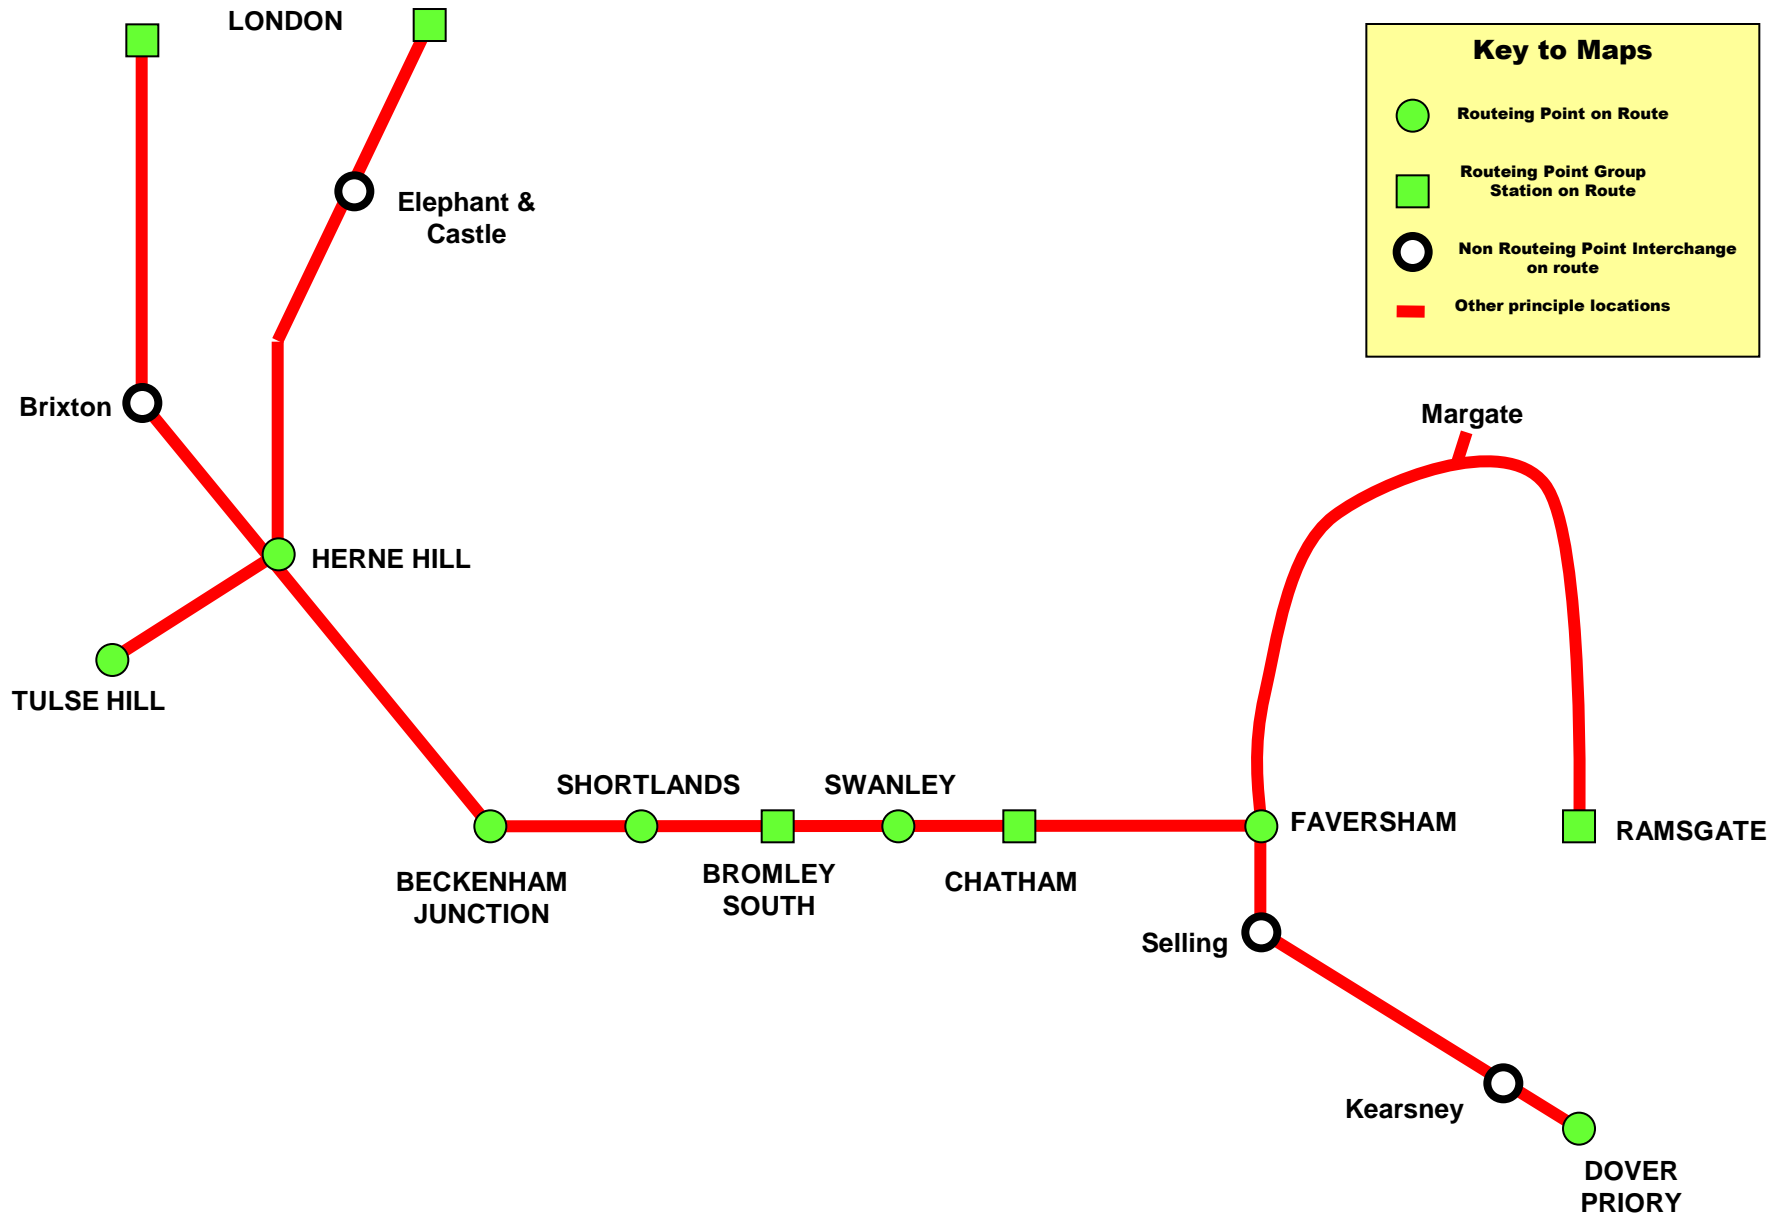 LONDON
Key to Maps
Routeing Point on Route
Routeing Point Group
Station on Route
Non Routeing Point Interchange
on route
Other principle locations
Elephant &
Castle
Brixton
Margate
HERNE HILL
TULSE HILL
SHORTLANDS
SWANLEY
FAVERSHAM
RAMSGATE
BECKENHAM
JUNCTION
BROMLEY
SOUTH
CHATHAM
Selling
Kearsney
DOVER
PRIORY